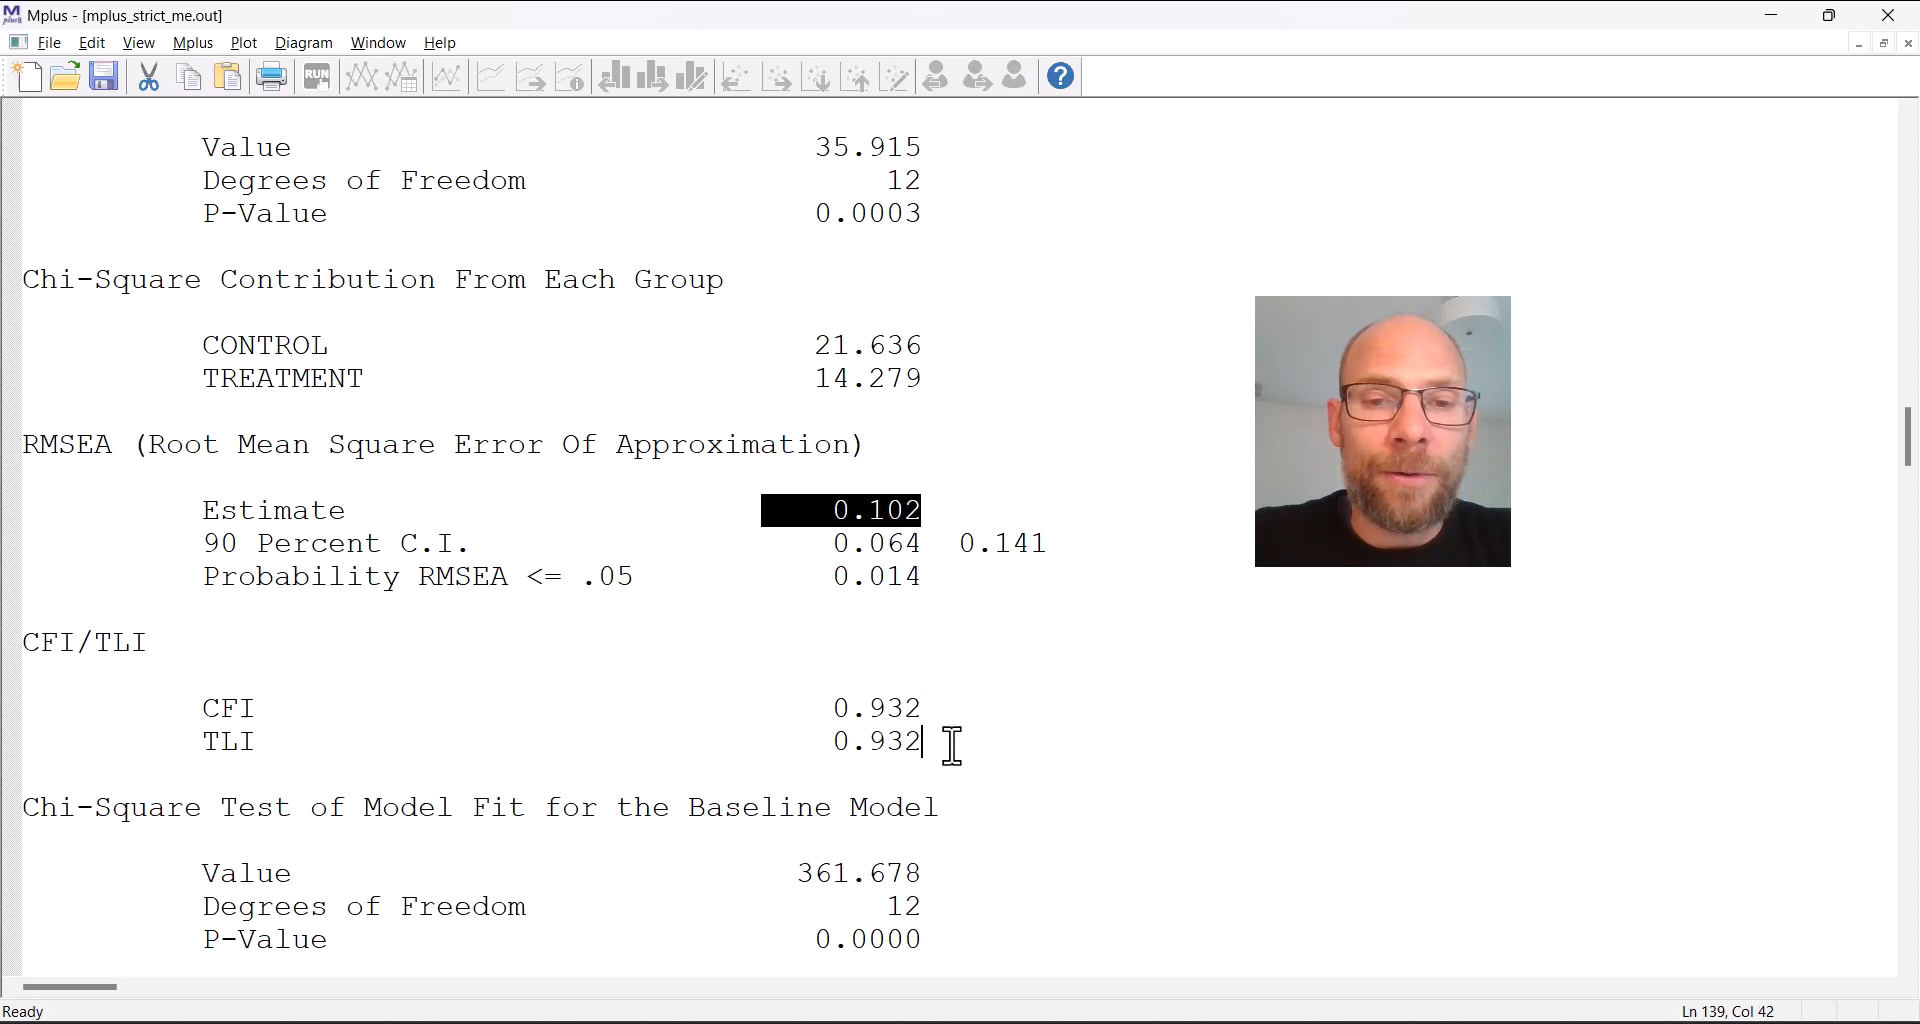 Mplus - [mplus_strict_me.out]
File Edit View Mplus Plot Diagram Window Help
RUN
Value 35.915
Degrees of Freedom 12
P-Value 0.0003
Chi-Square Contribution From Each Group
CONTROL 21.636
TREATMENT 14.279
RMSEA (Root Mean Square Error Of Approximation)
Estimate 0.102
90 Percent C.I. 0.064 0.141
Probability RMSEA <= .05 0.014
CFI/TLI
CFI 0.932
TLI 0.932
Chi-Square Test of Model Fit for the Baseline Model
Value 361.678
Degrees of Freedom 12
P-Value 0.0000
Ready Ln 139, Col 42